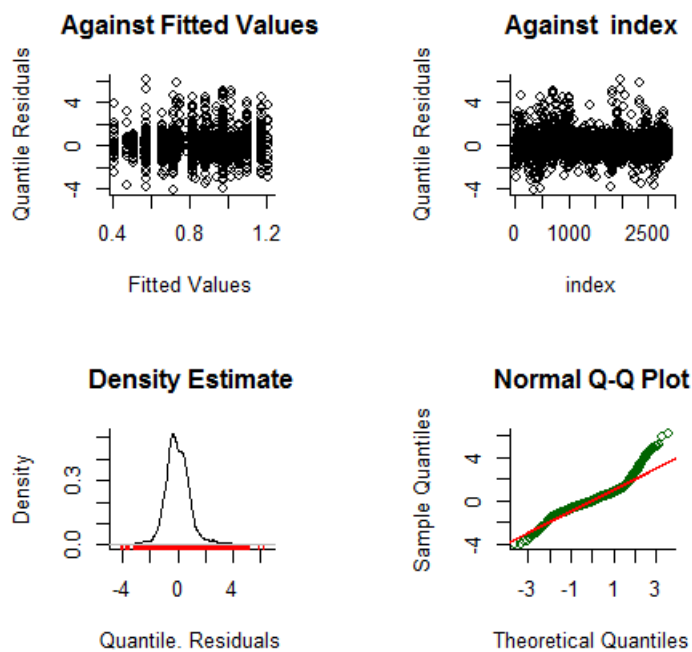 Against Fitted Values
Quantile Residuals
4
0
-4
0.4
0.8
1.2
Fitted Values
Against index
Quantile Residuals
4
0
-4
0
1000
2500
index
Density Estimate
Density
0.3
0.0
-4
0
4
Quantile. Residuals
Normal Q-Q Plot
Sample Quantiles
4
0
-4
-3
-1
1
3
Theoretical Quantiles